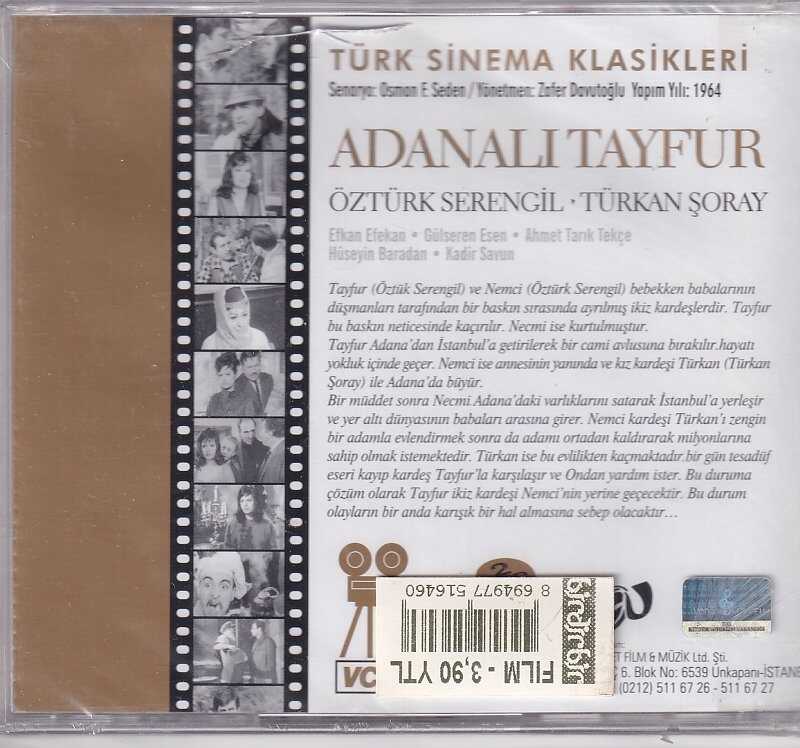 TÜRK SİNEMA KLASİKLERİ
Senaryo: Osman F. Seden / Yönetmen: Zafer Davutoğlu Yapım Yılı: 1964
ADANALI TAYFUR
ÖZTÜRK SERENGİL • TÜRKAN ŞORAY
Efkan Efekan • Gülseren Esen • Ahmet Tarık Tekçe
Hüseyin Baradan • Kadir Savun
Tayfur (Öztük Serengil) ve Nemci (Öztürk Serengil) bebekken babalarının
düşmanları tarafından bir baskın sırasında ayrılmış ikiz kardeşlerdir. Tayfur
bu baskın neticesinde kaçırılır. Necmi ise kurtulmuştur.
Tayfur Adana'dan İstanbul'a getirilerek bir cami avlusuna bırakılır.hayatı
yokluk içinde geçer. Nemci ise annesinin yanında ve kız kardeşi Türkan (Türkan
Şoray) ile Adana'da büyür.
Bir müddet sonra Necmi Adana'daki varlıklarını satarak İstanbul'a yerleşir
ve yer altı dünyasının babaları arasına girer. Nemci kardeşi Türkan'ı zengin
bir adamla evlendirmek sonra da adamı ortadan kaldırarak milyonlarına
sahip olmak istemektedir. Türkan ise bu evlilikten kaçmaktadır.bir gün tesadüf
eseri kayıp kardeş Tayfur'la karşılaşır ve Ondan yardım ister. Bu duruma
çözüm olarak Tayfur ikiz kardeşi Nemci'nin yerine geçecektir. Bu durum
olayların bir anda karışık bir hal almasına sebep olacaktır...
8 694977 516460
FILM - 3,90 YTL
VC
FİLM & MÜZİK Ltd. Şti.
6. Blok No: 6539 Unkapanı-İSTAN
(0212) 511 67 26 - 511 67 27